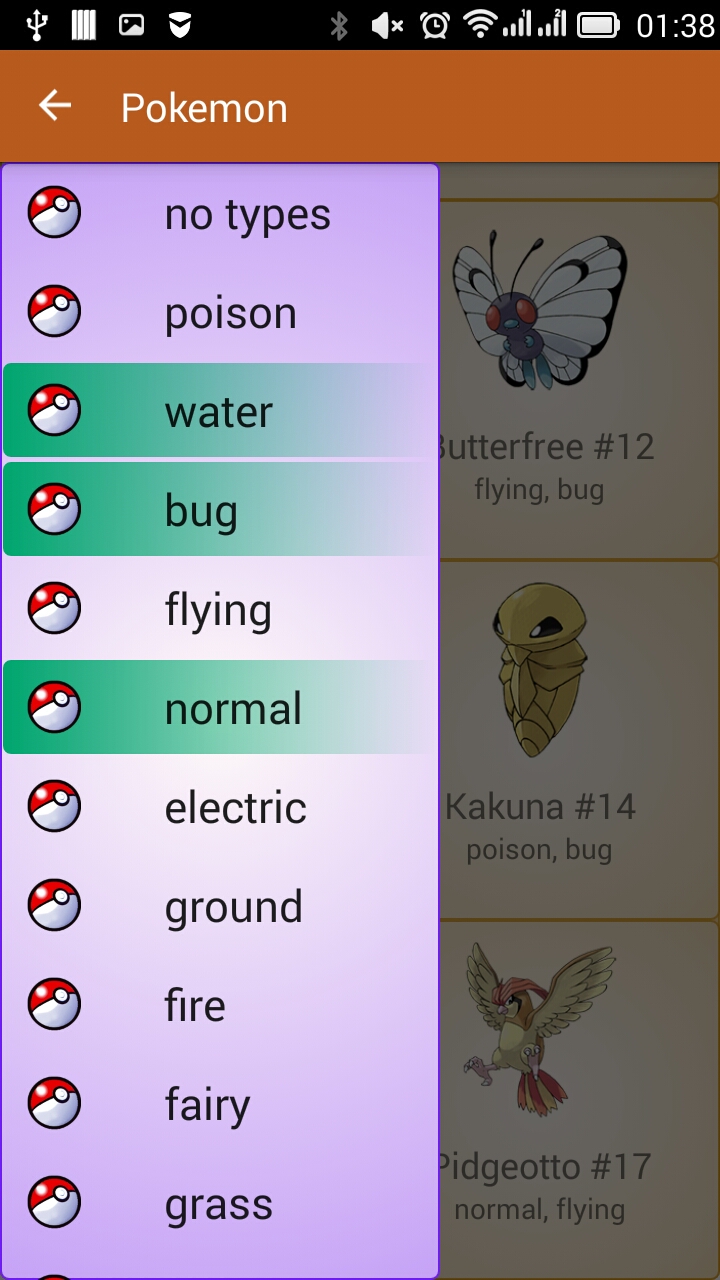 01:38
Pokemon
no types
poison
water
bug
flying
normal
electric
ground
fire
fairy
grass
Butterfree #12
flying, bug
Kakuna #14
poison, bug
Pidgeotto #17
normal, flying